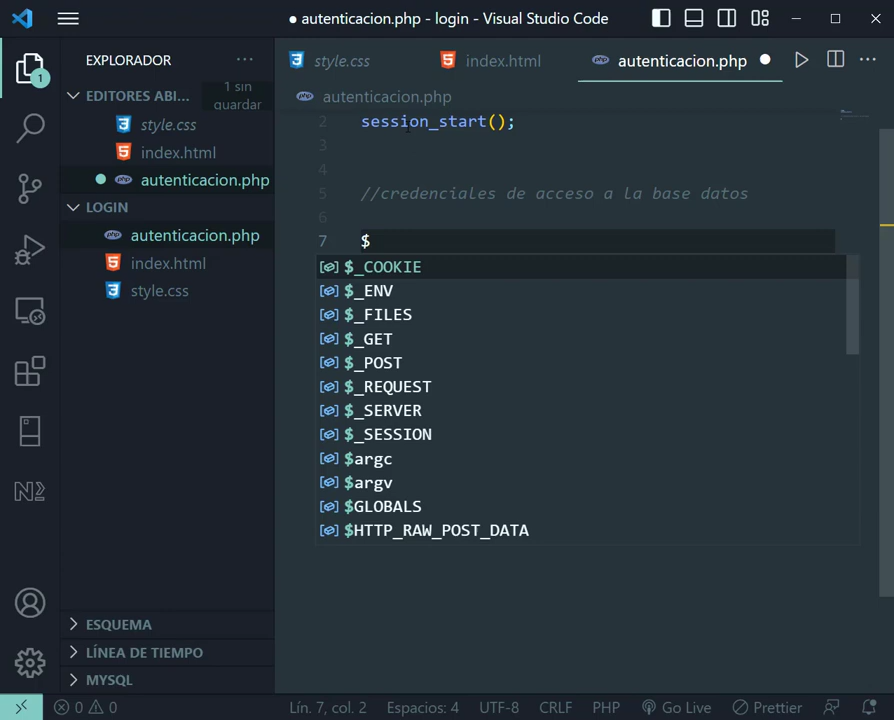 ● autenticacion.php - login - Visual Studio Code
EXPLORADOR
EDITORES ABI...
1 sin
guardar
style.css
index.html
autenticacion.php
LOGIN
autenticacion.php
index.html
style.css
ESQUEMA
LÍNEA DE TIEMPO
MYSQL
style.css
index.html
autenticacion.php
autenticacion.php
2 session_start();
3
4
5 //credenciales de acceso a la base datos
6
7 $
$_COOKIE
$_ENV
$_FILES
$_GET
$_POST
$_REQUEST
$_SERVER
$_SESSION
$argc
$argv
$GLOBALS
$HTTP_RAW_POST_DATA
1
0 0 Lín. 7, col. 2 Espacios: 4 UTF-8 CRLF PHP Go Live Prettier